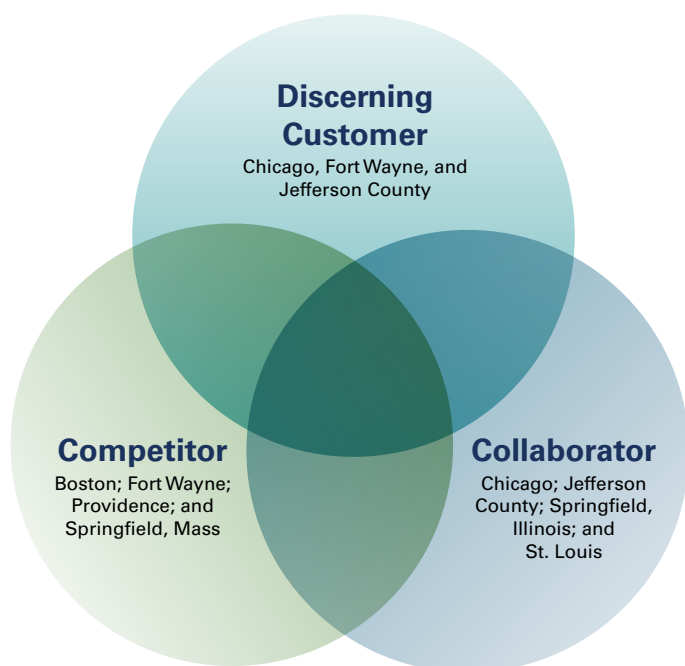 Discerning
Customer
Chicago, Fort Wayne, and
Jefferson County
Competitor
Boston; Fort Wayne;
Providence; and
Springfield, Mass
Collaborator
Chicago; Jefferson
County; Springfield,
Illinois; and
St. Louis